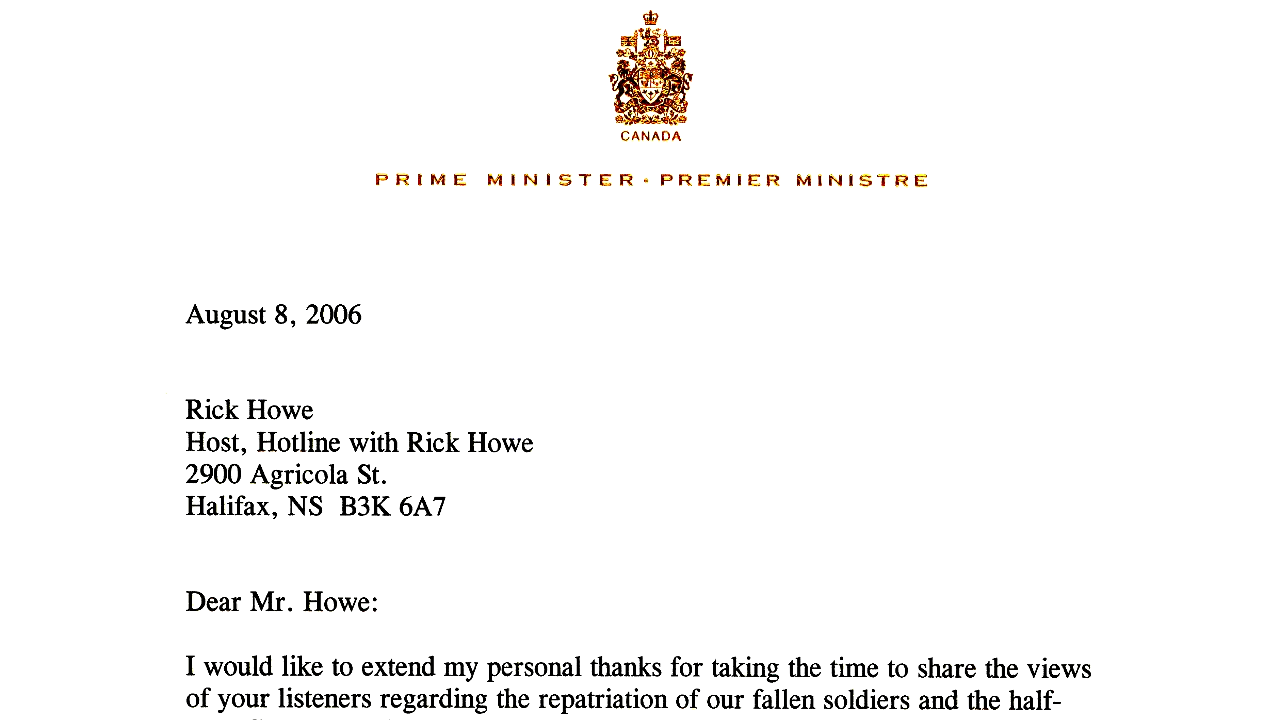 CANADA
PRIME MINISTER · PREMIER MINISTRE
August 8, 2006
Rick Howe
Host, Hotline with Rick Howe
2900 Agricola St.
Halifax, NS  B3K 6A7
Dear Mr. Howe:
I would like to extend my personal thanks for taking the time to share the views
of your listeners regarding the repatriation of our fallen soldiers and the half-